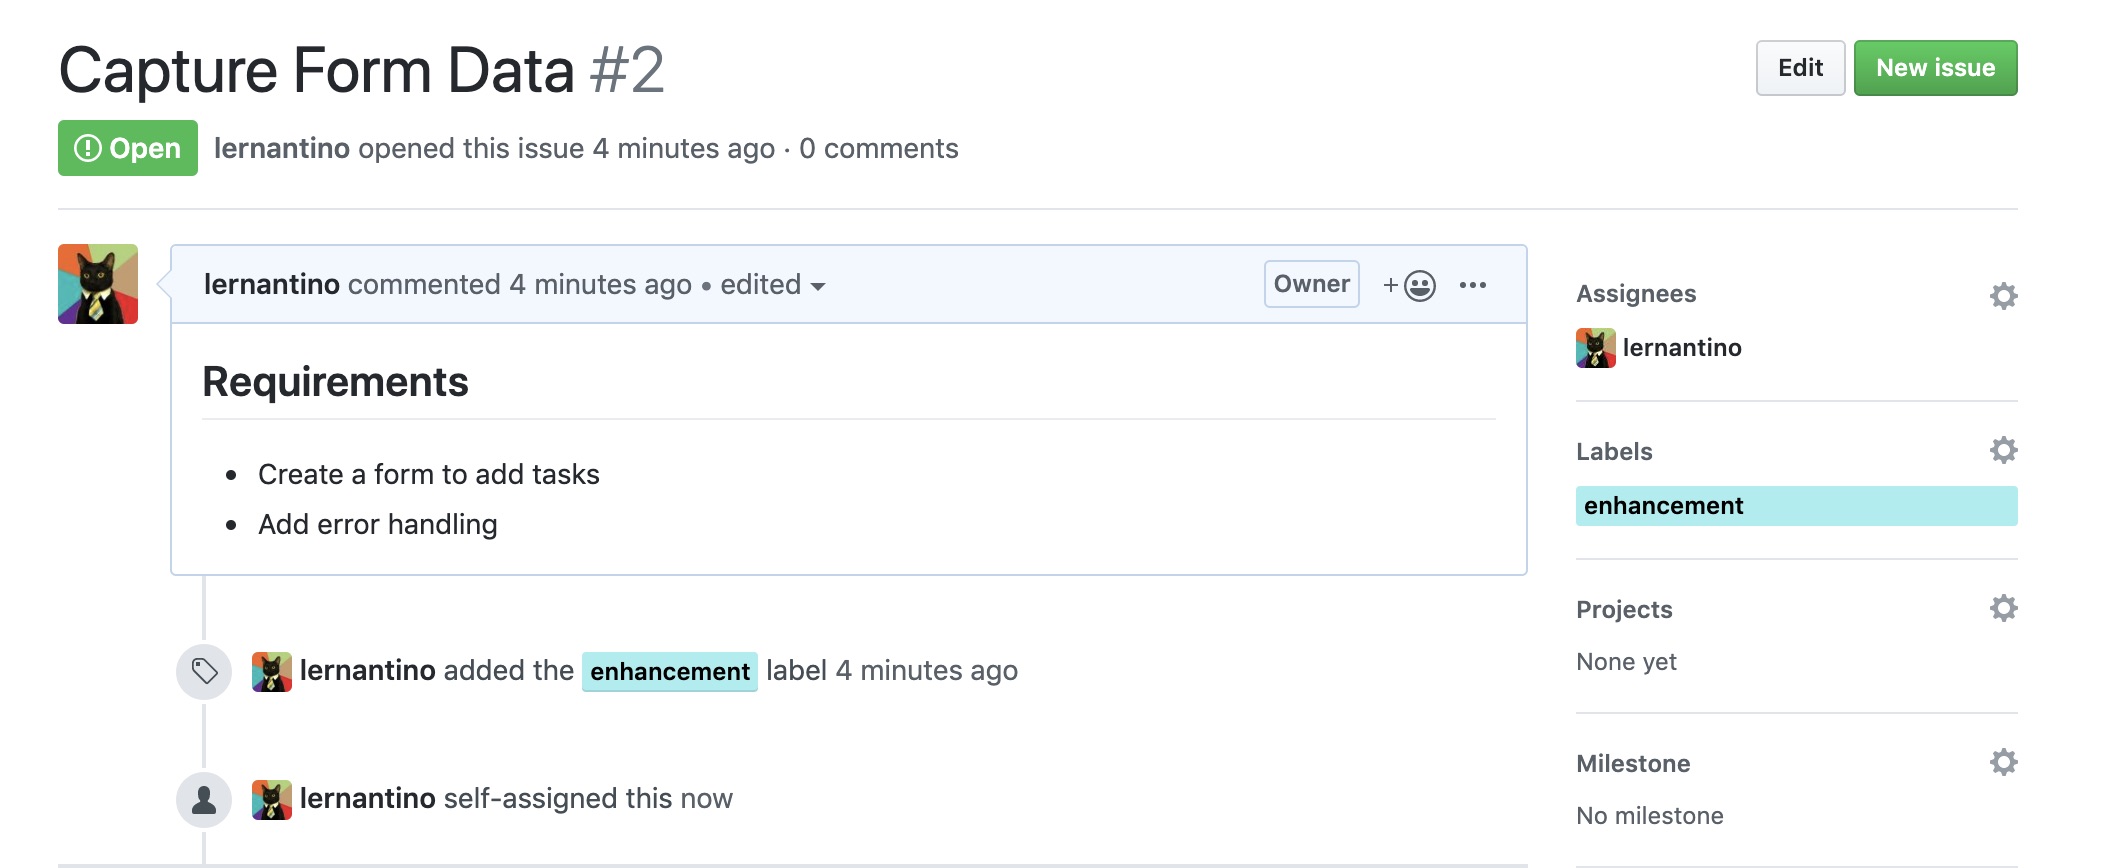 Capture Form Data #2
Edit
New issue
Open
lernantino opened this issue 4 minutes ago · 0 comments
lernantino commented 4 minutes ago • edited
Owner
Requirements
• Create a form to add tasks
• Add error handling
lernantino added the enhancement label 4 minutes ago
lernantino self-assigned this now
Assignees
lernantino
Labels
enhancement
Projects
None yet
Milestone
No milestone